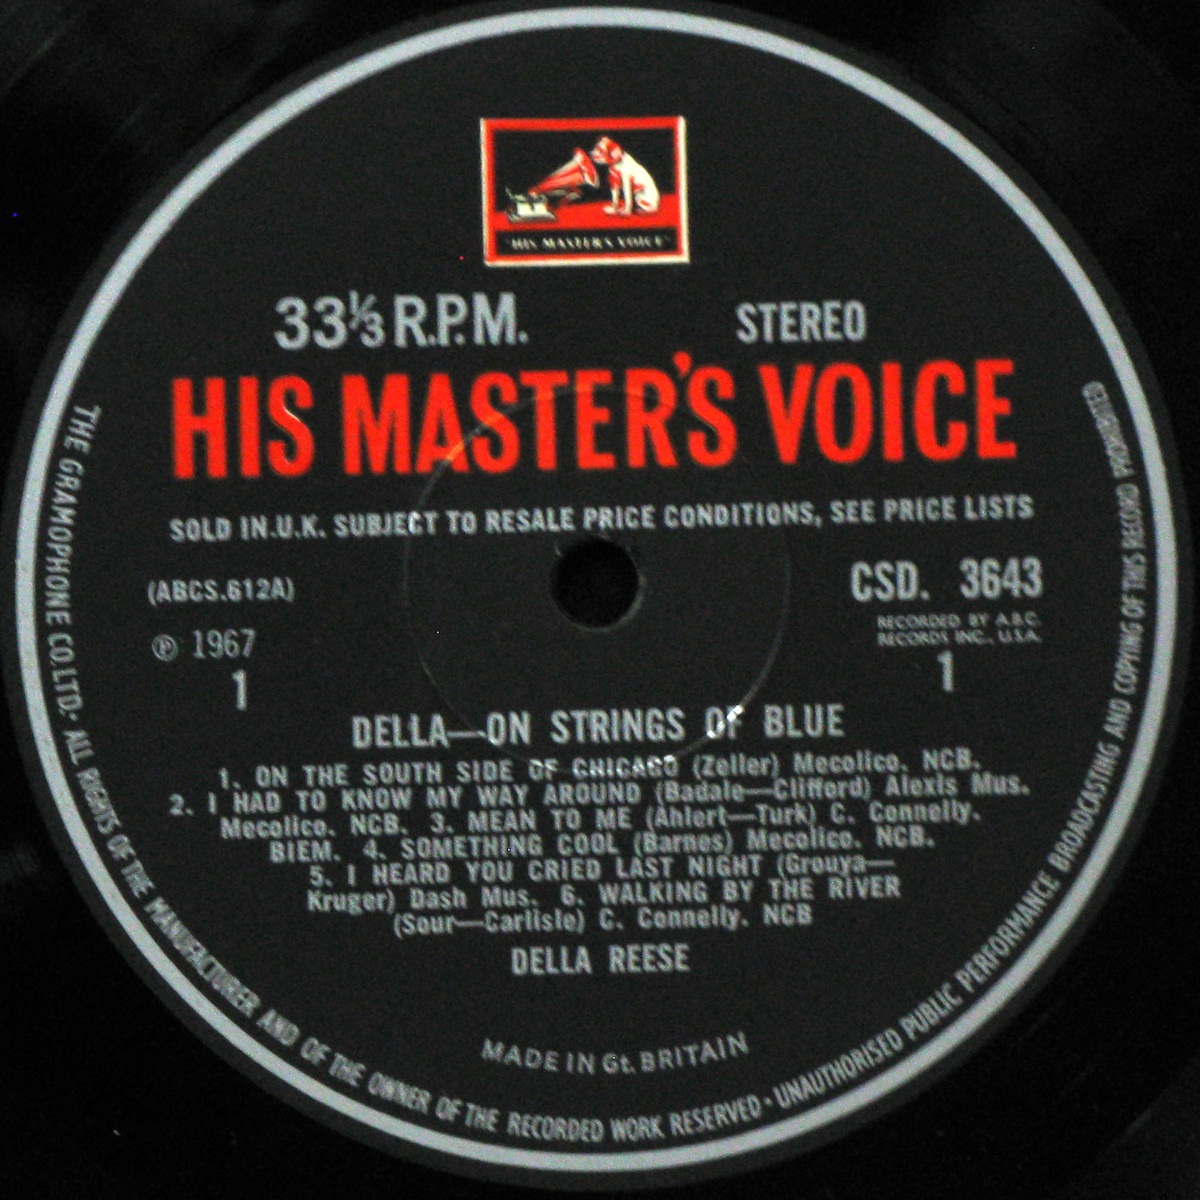 "HIS MASTER'S VOICE"
33⅓ R.P.M. STEREO
HIS MASTER'S VOICE
SOLD IN.U.K. SUBJECT TO RESALE PRICE CONDITIONS, SEE PRICE LISTS
(ABCS.612A) CSD. 3643
RECORDED BY A.B.C.
RECORDS INC., U.S.A.
℗ 1967
1 1
DELLA—ON STRINGS OF BLUE
1. ON THE SOUTH SIDE OF CHICAGO (Zeller) Mecolico. NCB.
2. I HAD TO KNOW MY WAY AROUND (Badale—Clifford) Alexis Mus.
Mecolico. NCB. 3. MEAN TO ME (Ahlert—Turk) C. Connelly.
BIEM. 4. SOMETHING COOL (Barnes) Mecolico. NCB.
5. I HEARD YOU CRIED LAST NIGHT (Grouya—
Kruger) Dash Mus. 6. WALKING BY THE RIVER
(Sour—Carlisle) C. Connelly. NCB
DELLA REESE
MADE IN Gt. BRITAIN
THE GRAMOPHONE CO. LTD. · ALL RIGHTS OF THE MANUFACTURER AND OF THE OWNER OF THE RECORDED WORK RESERVED · UNAUTHORISED PUBLIC PERFORMANCE BROADCASTING AND COPYING OF THIS RECORD PROHIBITED